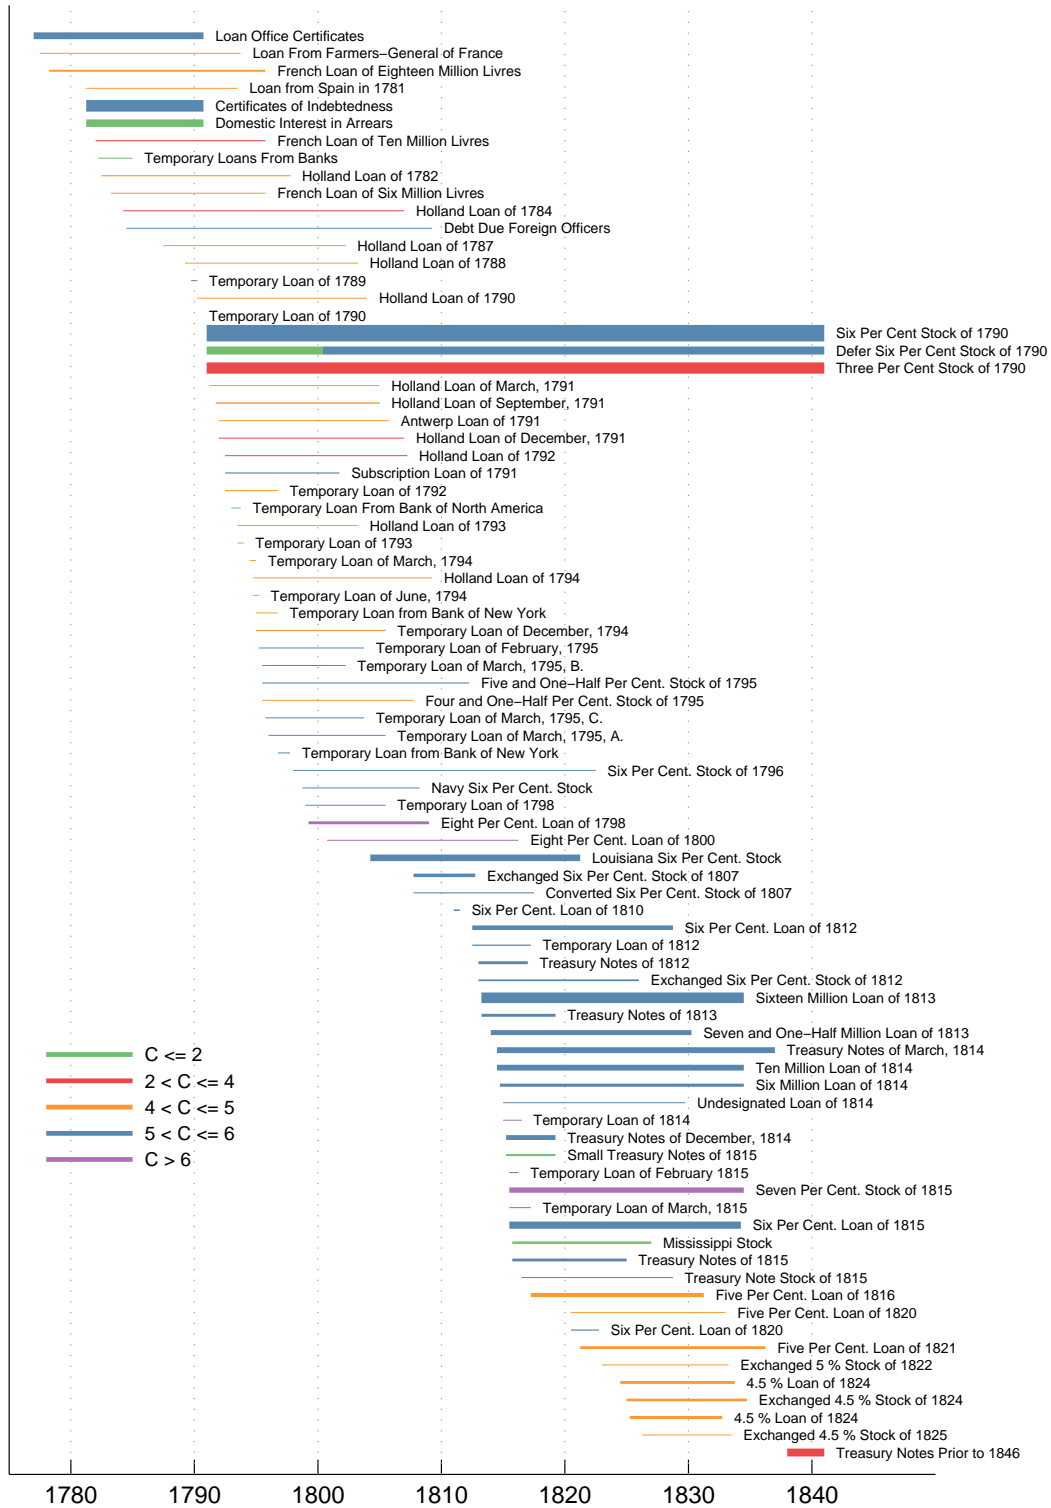 Loan Office Certificates
Loan From Farmers−General of France
French Loan of Eighteen Million Livres
Loan from Spain in 1781
Certificates of Indebtedness
Domestic Interest in Arrears
French Loan of Ten Million Livres
Temporary Loans From Banks
Holland Loan of 1782
French Loan of Six Million Livres
Holland Loan of 1784
Debt Due Foreign Officers
Holland Loan of 1787
Holland Loan of 1788
Temporary Loan of 1789
Holland Loan of 1790
Temporary Loan of 1790
Six Per Cent Stock of 1790
Defer Six Per Cent Stock of 1790
Three Per Cent Stock of 1790
Holland Loan of March, 1791
Holland Loan of September, 1791
Antwerp Loan of 1791
Holland Loan of December, 1791
Holland Loan of 1792
Subscription Loan of 1791
Temporary Loan of 1792
Temporary Loan From Bank of North America
Holland Loan of 1793
Temporary Loan of 1793
Temporary Loan of March, 1794
Holland Loan of 1794
Temporary Loan of June, 1794
Temporary Loan from Bank of New York
Temporary Loan of December, 1794
Temporary Loan of February, 1795
Temporary Loan of March, 1795, B.
Five and One−Half Per Cent. Stock of 1795
Four and One−Half Per Cent. Stock of 1795
Temporary Loan of March, 1795, C.
Temporary Loan of March, 1795, A.
Temporary Loan from Bank of New York
Six Per Cent. Stock of 1796
Navy Six Per Cent. Stock
Temporary Loan of 1798
Eight Per Cent. Loan of 1798
Eight Per Cent. Loan of 1800
Louisiana Six Per Cent. Stock
Exchanged Six Per Cent. Stock of 1807
Converted Six Per Cent. Stock of 1807
Six Per Cent. Loan of 1810
Six Per Cent. Loan of 1812
Temporary Loan of 1812
Treasury Notes of 1812
Exchanged Six Per Cent. Stock of 1812
Sixteen Million Loan of 1813
Treasury Notes of 1813
Seven and One−Half Million Loan of 1813
Treasury Notes of March, 1814
Ten Million Loan of 1814
Six Million Loan of 1814
Undesignated Loan of 1814
Temporary Loan of 1814
Treasury Notes of December, 1814
Small Treasury Notes of 1815
Temporary Loan of February 1815
Seven Per Cent. Stock of 1815
Temporary Loan of March, 1815
Six Per Cent. Loan of 1815
Mississippi Stock
Treasury Notes of 1815
Treasury Note Stock of 1815
Five Per Cent. Loan of 1816
Five Per Cent. Loan of 1820
Six Per Cent. Loan of 1820
Five Per Cent. Loan of 1821
Exchanged 5 % Stock of 1822
4.5 % Loan of 1824
Exchanged 4.5 % Stock of 1824
4.5 % Loan of 1824
Exchanged 4.5 % Stock of 1825
Treasury Notes Prior to 1846
C <= 2
2 < C <= 4
4 < C <= 5
5 < C <= 6
C > 6
1780 1790 1800 1810 1820 1830 1840